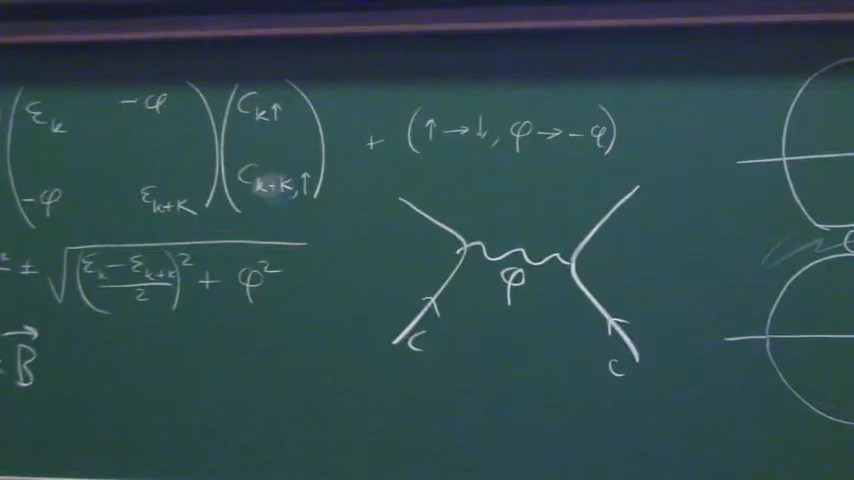 ( ε_k   -φ ) ( C_k↑ ) + (↑→↓, φ→-φ)
( -φ   ε_k+K ) ( C_k+K,↑ )
± √( (ε_k - ε_k+K / 2)² + φ² )
φ
C
C
B⃗